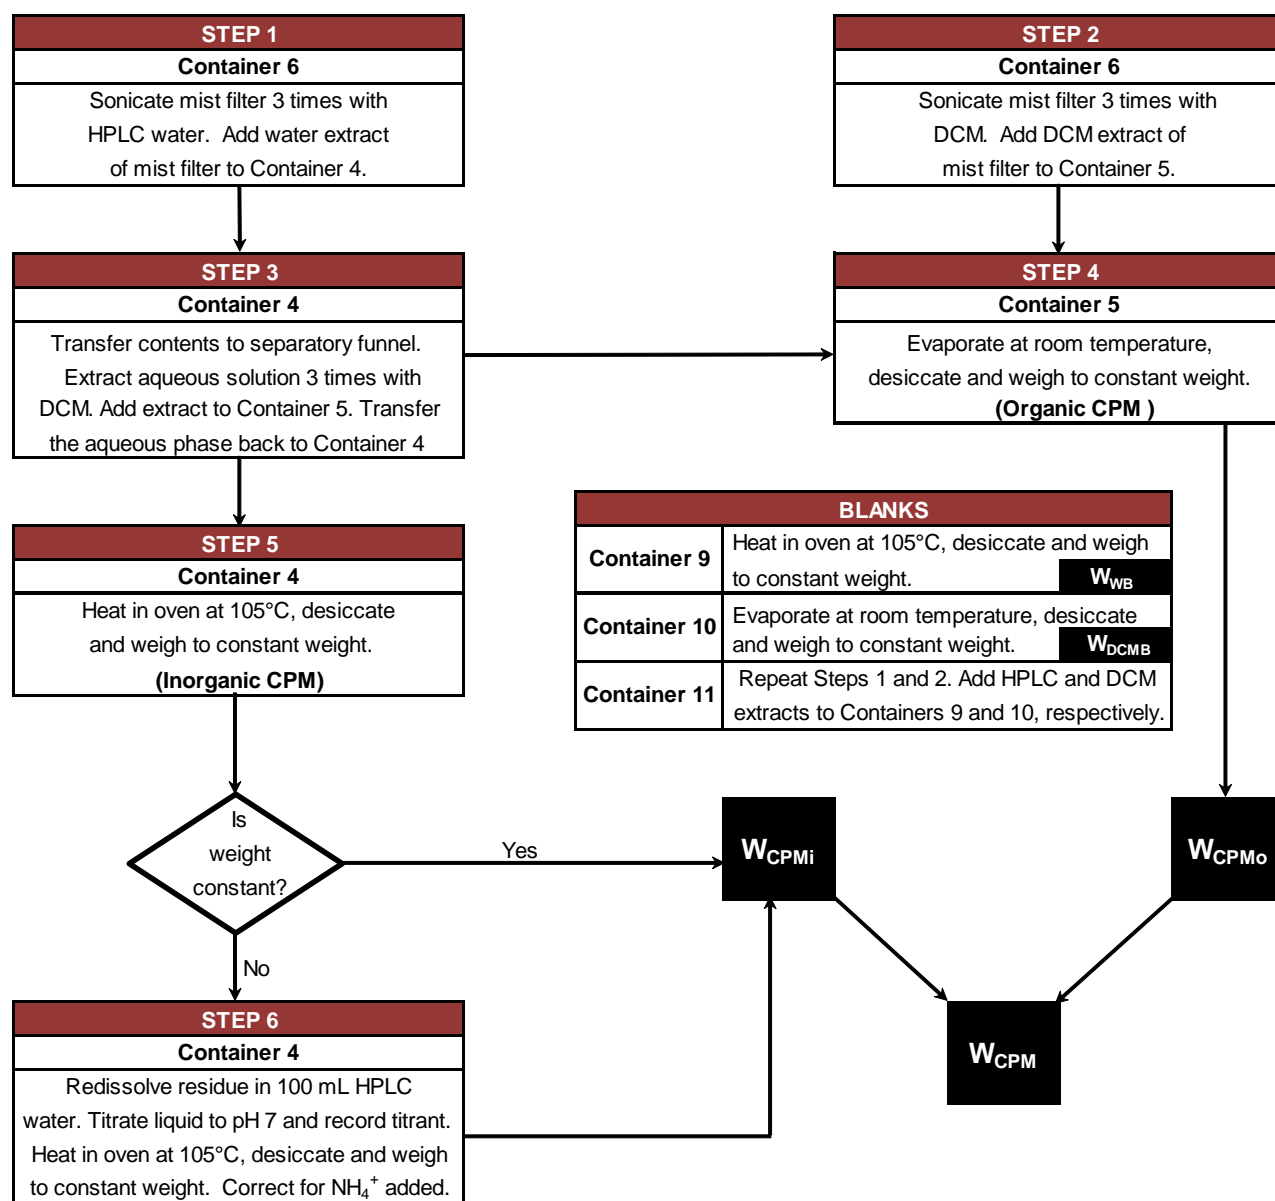 STEP 1
Container 6
Sonicate mist filter 3 times with
HPLC water.  Add water extract
of mist filter to Container 4.
STEP 2
Container 6
Sonicate mist filter 3 times with
DCM.  Add DCM extract of
mist filter to Container 5.
STEP 3
Container 4
Transfer contents to separatory funnel.
Extract aqueous solution 3 times with
DCM. Add extract to Container 5. Transfer
the aqueous phase back to Container 4
STEP 4
Container 5
Evaporate at room temperature,
desiccate and weigh to constant weight.
(Organic CPM )
STEP 5
Container 4
Heat in oven at 105°C, desiccate
and weigh to constant weight.
(Inorganic CPM)
BLANKS
Container 9
Heat in oven at 105°C, desiccate and weigh
to constant weight.
W_WB
Container 10
Evaporate at room temperature, desiccate
and weigh to constant weight.
W_DCMB
Container 11
Repeat Steps 1 and 2. Add HPLC and DCM
extracts to Containers 9 and 10, respectively.
Is
weight
constant?
Yes
No
W_CPMi
W_CPMo
W_CPM
STEP 6
Container 4
Redissolve residue in 100 mL HPLC
water. Titrate liquid to pH 7 and record titrant.
Heat in oven at 105°C, desiccate and weigh
to constant weight.  Correct for NH₄⁺ added.